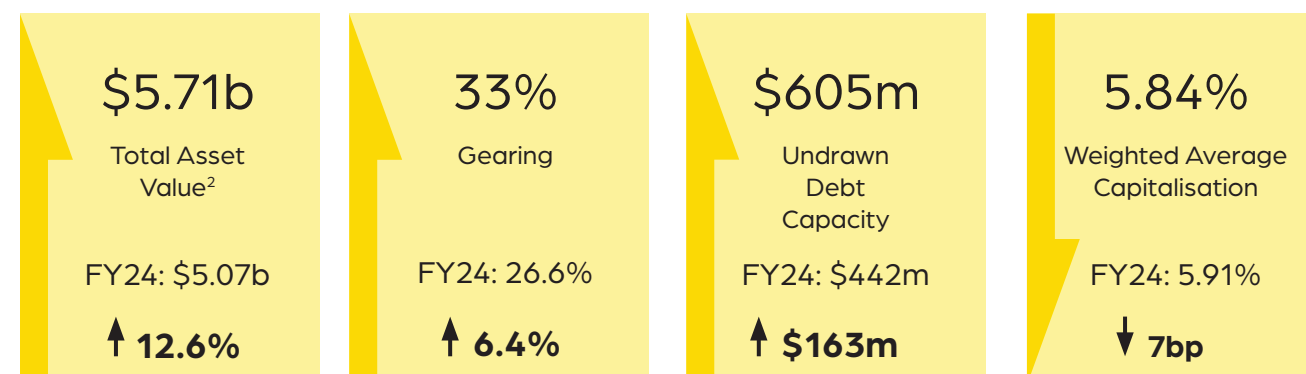 $5.71b
Total Asset
Value²
FY24: $5.07b
12.6%
33%
Gearing
FY24: 26.6%
6.4%
$605m
Undrawn
Debt
Capacity
FY24: $442m
$163m
5.84%
Weighted Average
Capitalisation
FY24: 5.91%
7bp